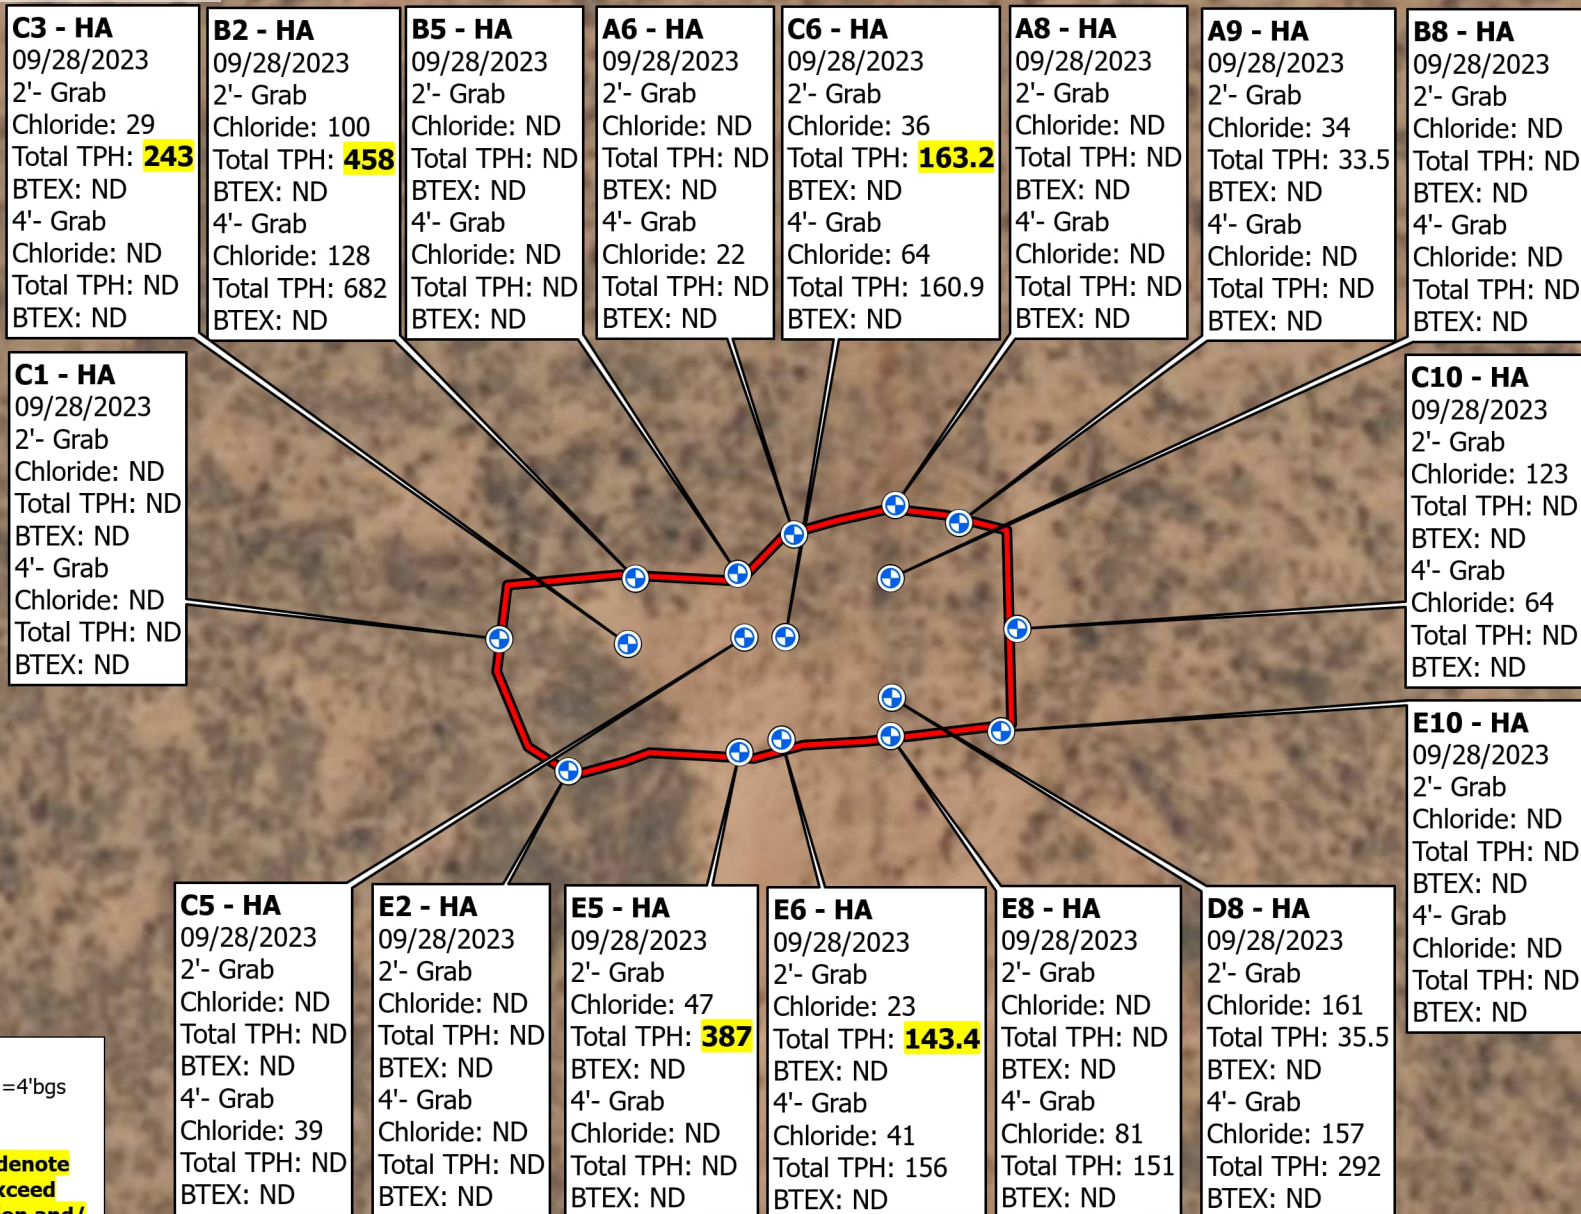 C3 - HA
09/28/2023
2'- Grab
Chloride: 29
Total TPH: 243
BTEX: ND
4'- Grab
Chloride: ND
Total TPH: ND
BTEX: ND
B2 - HA
09/28/2023
2'- Grab
Chloride: 100
Total TPH: 458
BTEX: ND
4'- Grab
Chloride: 128
Total TPH: 682
BTEX: ND
B5 - HA
09/28/2023
2'- Grab
Chloride: ND
Total TPH: ND
BTEX: ND
4'- Grab
Chloride: ND
Total TPH: ND
BTEX: ND
A6 - HA
09/28/2023
2'- Grab
Chloride: ND
Total TPH: ND
BTEX: ND
4'- Grab
Chloride: 22
Total TPH: ND
BTEX: ND
C6 - HA
09/28/2023
2'- Grab
Chloride: 36
Total TPH: 163.2
BTEX: ND
4'- Grab
Chloride: 64
Total TPH: 160.9
BTEX: ND
A8 - HA
09/28/2023
2'- Grab
Chloride: ND
Total TPH: ND
BTEX: ND
4'- Grab
Chloride: ND
Total TPH: ND
BTEX: ND
A9 - HA
09/28/2023
2'- Grab
Chloride: 34
Total TPH: 33.5
BTEX: ND
4'- Grab
Chloride: ND
Total TPH: ND
BTEX: ND
B8 - HA
09/28/2023
2'- Grab
Chloride: ND
Total TPH: ND
BTEX: ND
4'- Grab
Chloride: ND
Total TPH: ND
BTEX: ND
C1 - HA
09/28/2023
2'- Grab
Chloride: ND
Total TPH: ND
BTEX: ND
4'- Grab
Chloride: ND
Total TPH: ND
BTEX: ND
C10 - HA
09/28/2023
2'- Grab
Chloride: 123
Total TPH: ND
BTEX: ND
4'- Grab
Chloride: 64
Total TPH: ND
BTEX: ND
E10 - HA
09/28/2023
2'- Grab
Chloride: ND
Total TPH: ND
BTEX: ND
4'- Grab
Chloride: ND
Total TPH: ND
BTEX: ND
C5 - HA
09/28/2023
2'- Grab
Chloride: ND
Total TPH: ND
BTEX: ND
4'- Grab
Chloride: 39
Total TPH: ND
BTEX: ND
E2 - HA
09/28/2023
2'- Grab
Chloride: ND
Total TPH: ND
BTEX: ND
4'- Grab
Chloride: ND
Total TPH: ND
BTEX: ND
E5 - HA
09/28/2023
2'- Grab
Chloride: 47
Total TPH: 387
BTEX: ND
4'- Grab
Chloride: ND
Total TPH: ND
BTEX: ND
E6 - HA
09/28/2023
2'- Grab
Chloride: 23
Total TPH: 143.4
BTEX: ND
4'- Grab
Chloride: 41
Total TPH: 156
BTEX: ND
E8 - HA
09/28/2023
2'- Grab
Chloride: ND
Total TPH: ND
BTEX: ND
4'- Grab
Chloride: 81
Total TPH: 151
BTEX: ND
D8 - HA
09/28/2023
2'- Grab
Chloride: 161
Total TPH: 35.5
BTEX: ND
4'- Grab
Chloride: 157
Total TPH: 292
BTEX: ND
=4'bgs
denote
and/